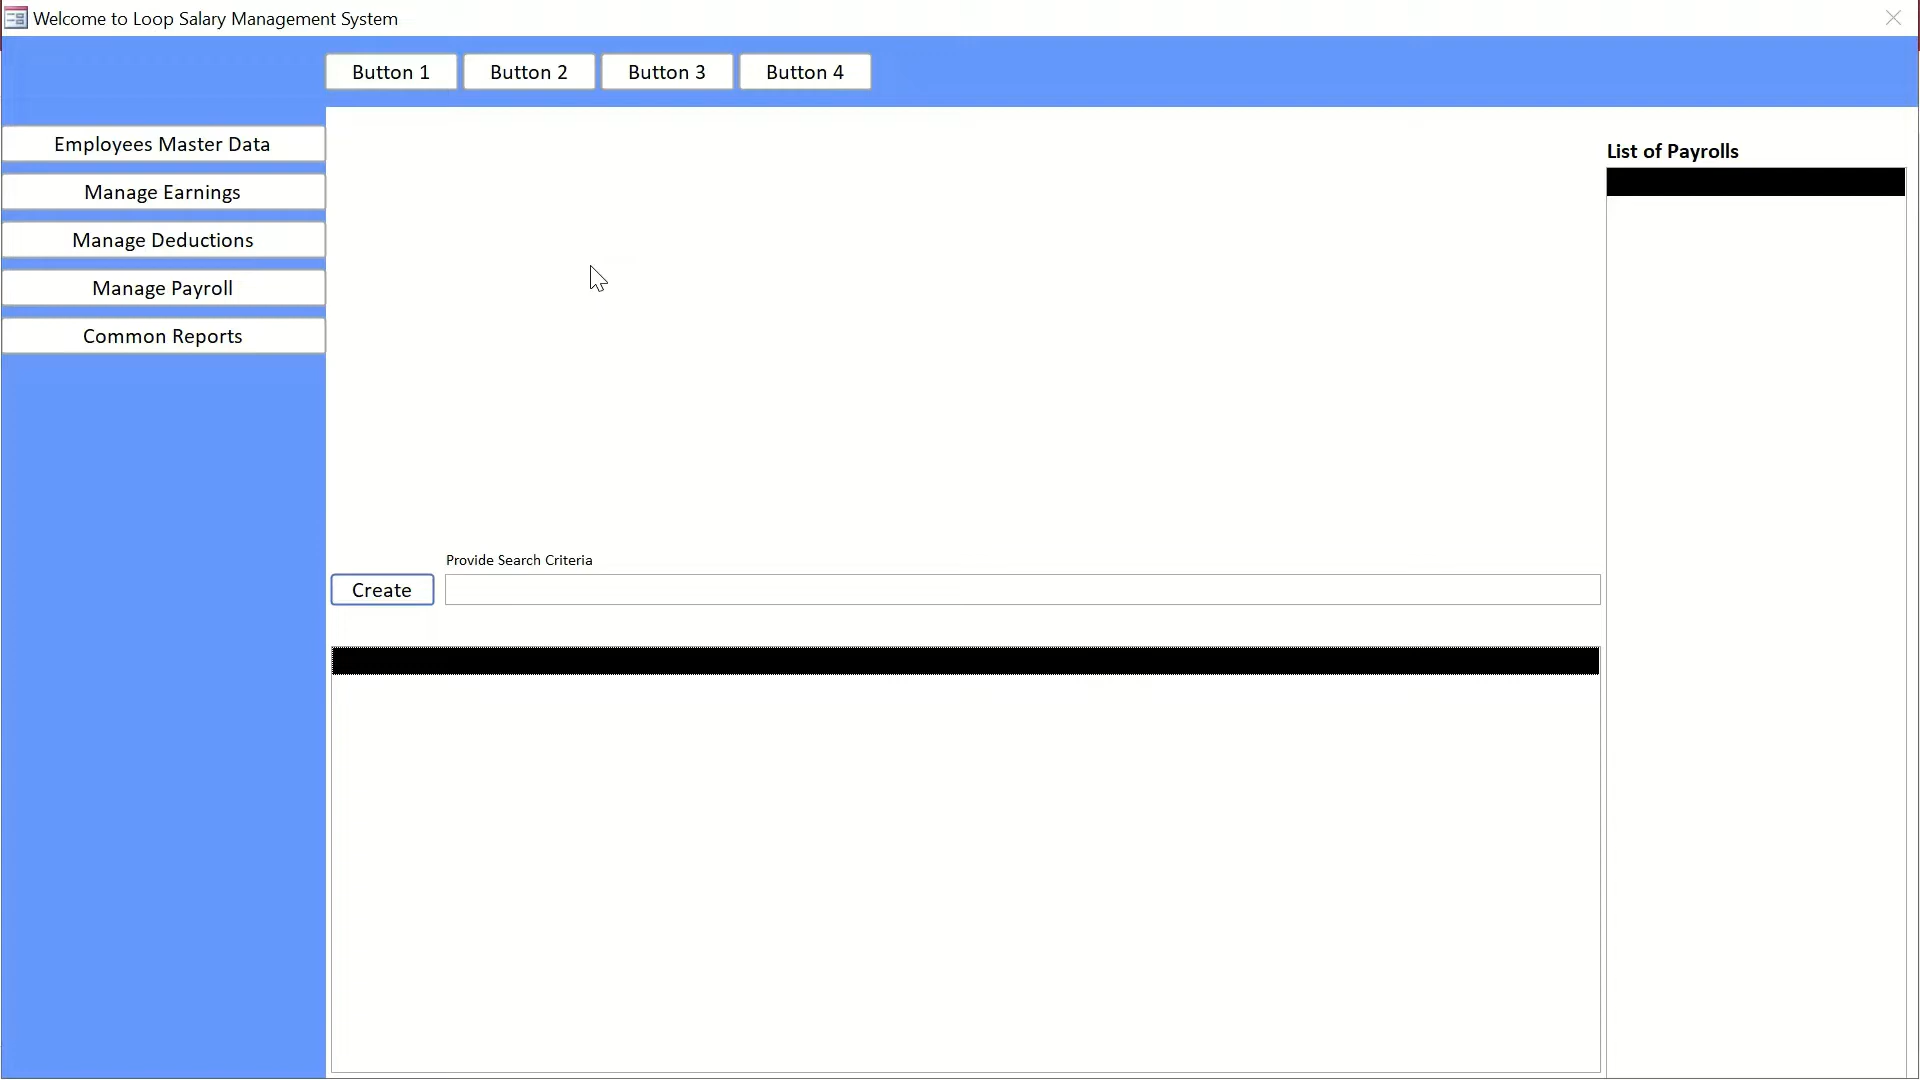 Welcome to Loop Salary Management System
Button 1
Button 2
Button 3
Button 4
Employees Master Data
Manage Earnings
Manage Deductions
Manage Payroll
Common Reports
List of Payrolls
Provide Search Criteria
Create